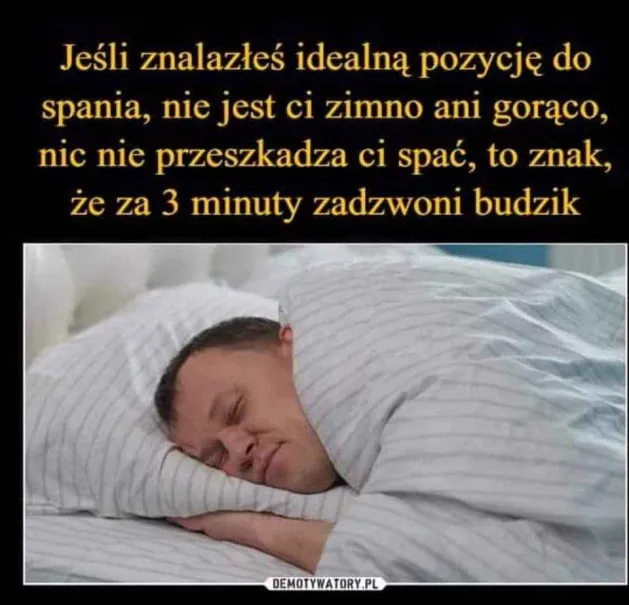 Jeśli znalazłeś idealną pozycję do
spania, nie jest ci zimno ani gorąco,
nic nie przeszkadza ci spać, to znak,
że za 3 minuty zadzwoni budzik
DEMOTYWATORY.PL